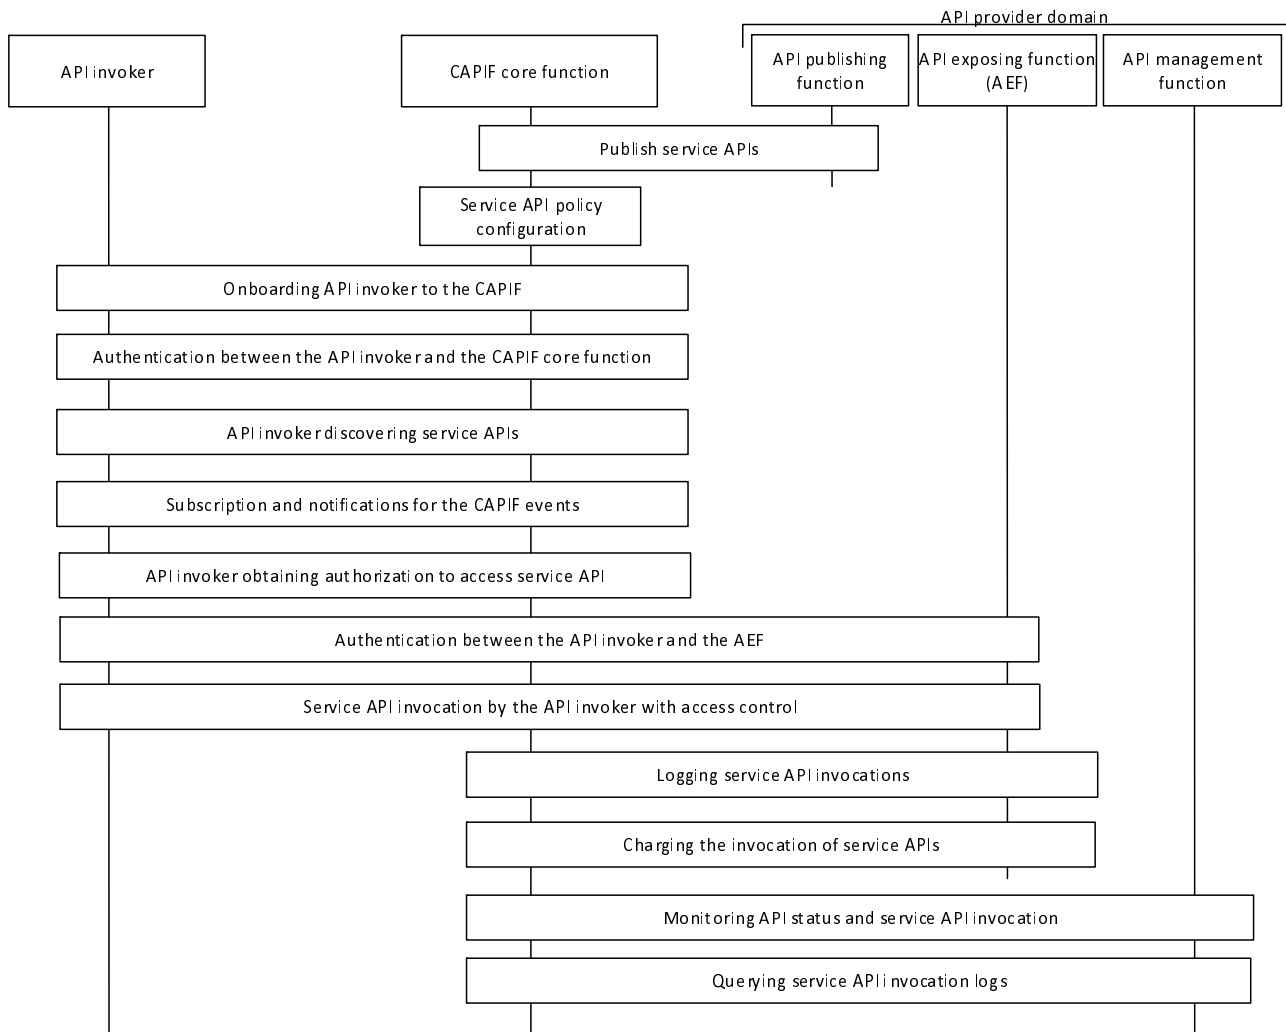 API provider domain
API invoker
CAPIF core function
API publishing
function
API exposing function
(AEF)
API management
function
Publish service APIs
Service API policy
configuration
Onboarding API invoker to the CAPIF
Authentication between the API invoker and the CAPIF core function
API invoker discovering service APIs
Subscription and notifications for the CAPIF events
API invoker obtaining authorization to access service API
Authentication between the API invoker and the AEF
Service API invocation by the API invoker with access control
Logging service API invocations
Charging the invocation of service APIs
Monitoring API status and service API invocation
Querying service API invocation logs